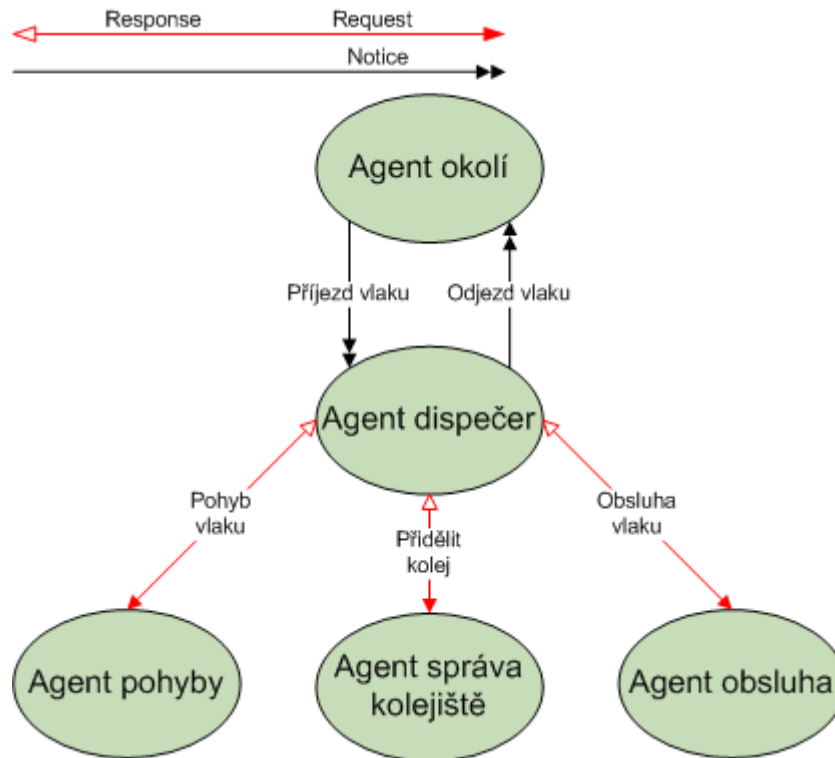 Response Request
Notice
Agent okolí
Příjezd vlaku Odjezd vlaku
Agent dispečer
Pohyb
vlaku
Přidělit
kolej
Obsluha
vlaku
Agent pohyby
Agent správa
kolejiště
Agent obsluha